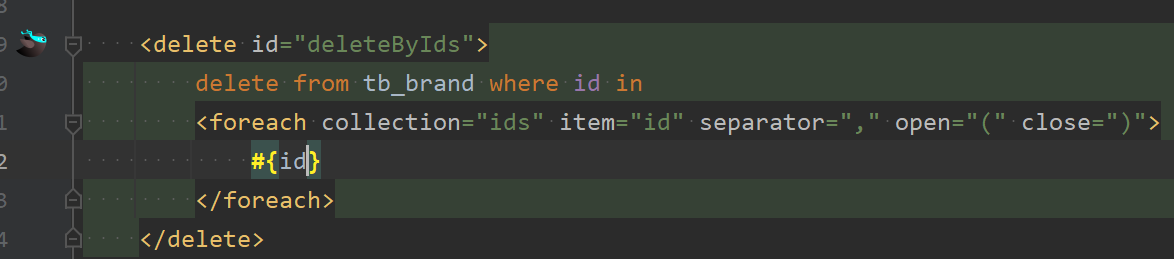 8
9 <delete id="deleteByIds">
0 delete from tb_brand where id in
1 <foreach collection="ids" item="id" separator="," open="(" close=")">
2 #{id}
3 </foreach>
4 </delete>